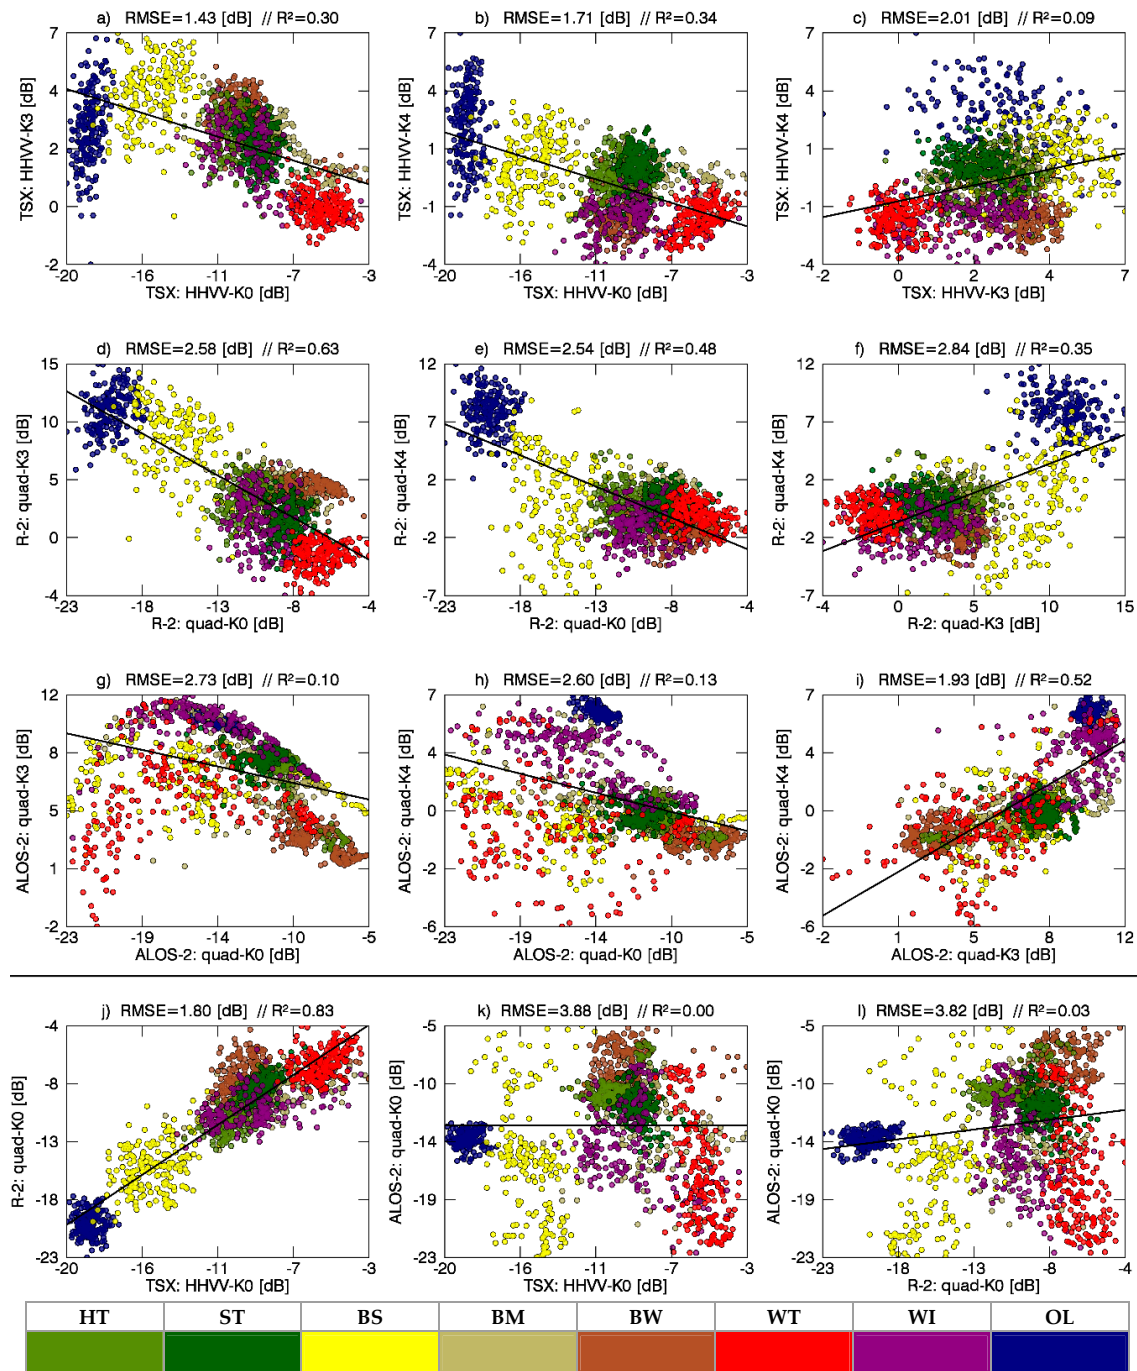 a) RMSE=1.43 [dB] // R²=0.30
7
4
2
0
-2
-20 -16 -11 -7 -3
TSX: HHVV-K3 [dB]
TSX: HHVV-K0 [dB]
b) RMSE=1.71 [dB] // R²=0.34
7
4
1
-1
-4
-20 -16 -11 -7 -3
TSX: HHVV-K4 [dB]
TSX: HHVV-K0 [dB]
c) RMSE=2.01 [dB] // R²=0.09
7
4
1
-1
-4
-2 0 2 4 7
TSX: HHVV-K4 [dB]
TSX: HHVV-K3 [dB]
d) RMSE=2.58 [dB] // R²=0.63
15
10
5
0
-4
-23 -18 -13 -8 -4
R-2: quad-K3 [dB]
R-2: quad-K0 [dB]
e) RMSE=2.54 [dB] // R²=0.48
12
7
2
-2
-7
-23 -18 -13 -8 -4
R-2: quad-K4 [dB]
R-2: quad-K0 [dB]
f) RMSE=2.84 [dB] // R²=0.35
12
7
2
-2
-7
-4 0 5 10 15
R-2: quad-K4 [dB]
R-2: quad-K3 [dB]
g) RMSE=2.73 [dB] // R²=0.10
12
8
5
1
-2
-23 -19 -14 -10 -5
ALOS-2: quad-K3 [dB]
ALOS-2: quad-K0 [dB]
h) RMSE=2.60 [dB] // R²=0.13
7
4
0
-2
-6
-23 -19 -14 -10 -5
ALOS-2: quad-K4 [dB]
ALOS-2: quad-K0 [dB]
i) RMSE=1.93 [dB] // R²=0.52
7
4
0
-2
-6
-2 1 5 8 12
ALOS-2: quad-K4 [dB]
ALOS-2: quad-K3 [dB]
j) RMSE=1.80 [dB] // R²=0.83
-4
-8
-13
-18
-23
-20 -16 -11 -7 -3
R-2: quad-K0 [dB]
TSX: HHVV-K0 [dB]
k) RMSE=3.88 [dB] // R²=0.00
-5
-10
-14
-19
-23
-20 -16 -11 -7 -3
ALOS-2: quad-K0 [dB]
TSX: HHVV-K0 [dB]
l) RMSE=3.82 [dB] // R²=0.03
-5
-10
-14
-19
-23
-23 -18 -13 -8 -4
ALOS-2: quad-K0 [dB]
R-2: quad-K0 [dB]
HT ST BS BM BW WT WI OL